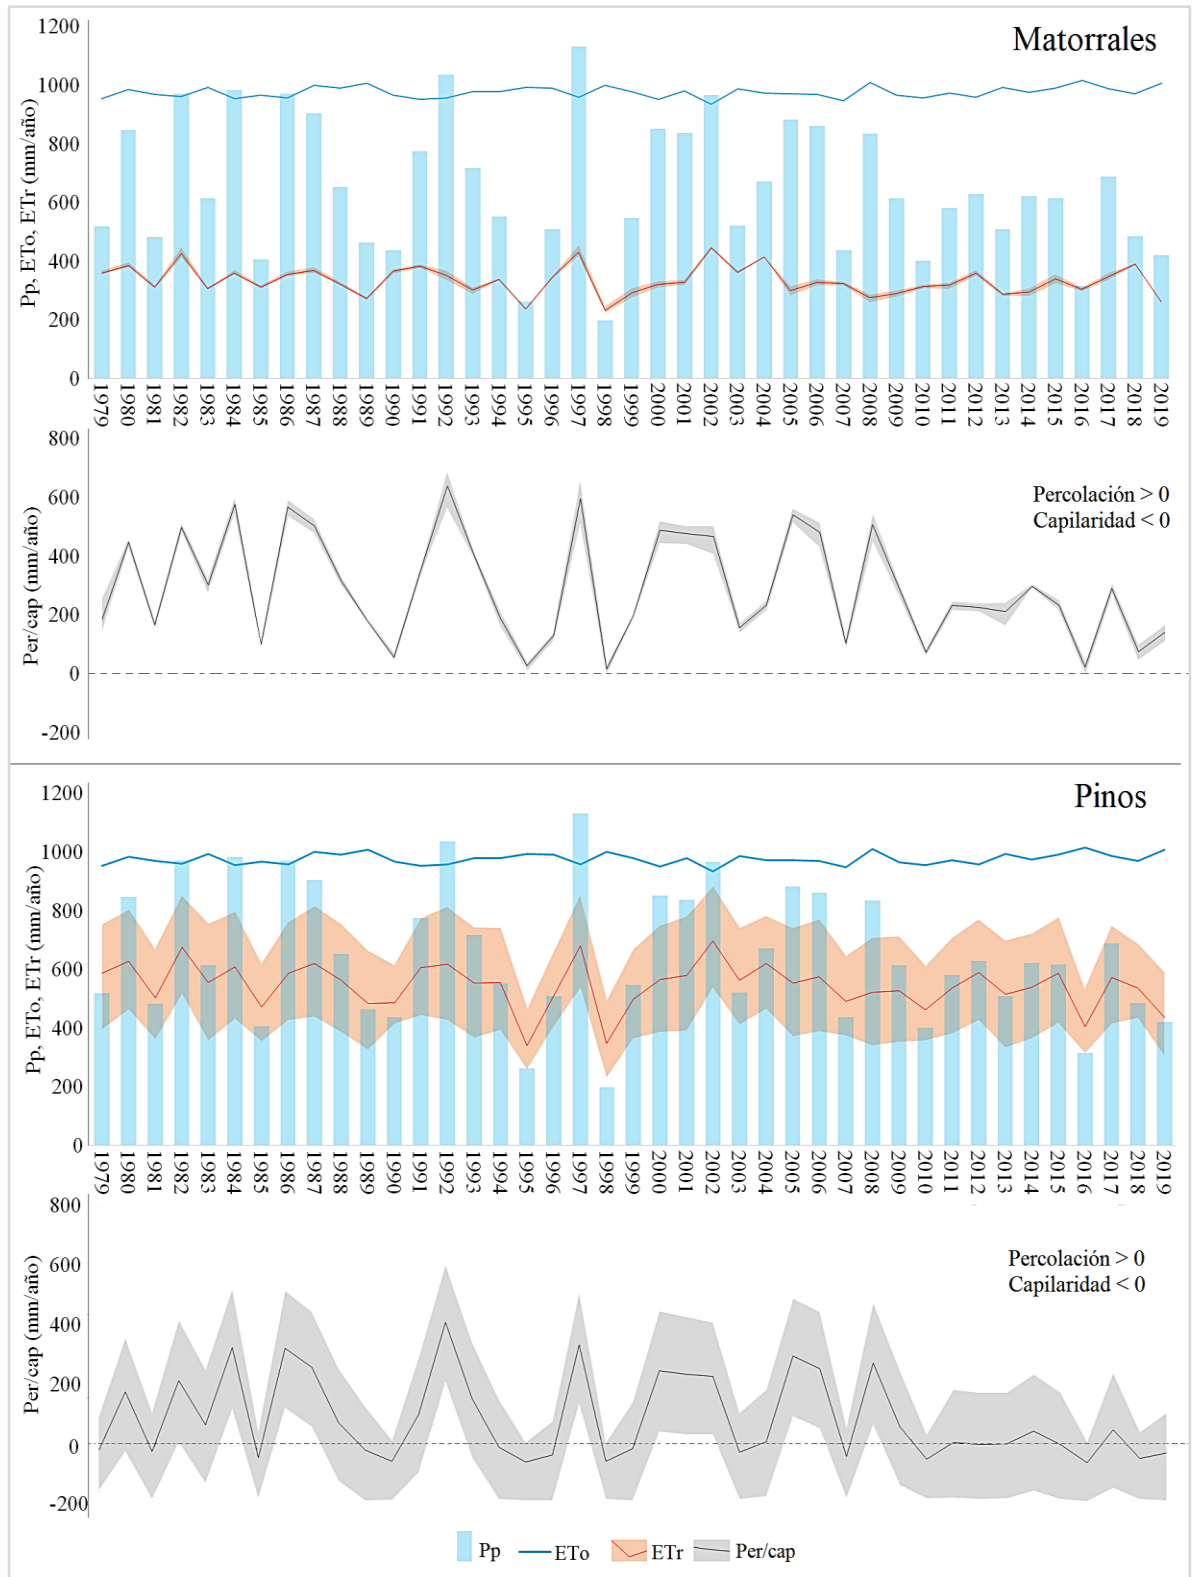 Matorrales
Pp, ETo, ETr (mm/año)
1200
1000
800
600
400
200
0
1979 1980 1981 1982 1983 1984 1985 1986 1987 1988 1989 1990 1991 1992 1993 1994 1995 1996 1997 1998 1999 2000 2001 2002 2003 2004 2005 2006 2007 2008 2009 2010 2011 2012 2013 2014 2015 2016 2017 2018 2019
Per/cap (mm/año)
800
600
400
200
0
-200
Percolación > 0
Capilaridad < 0
Pinos
Pp, ETo, ETr (mm/año)
1200
1000
800
600
400
200
0
1979 1980 1981 1982 1983 1984 1985 1986 1987 1988 1989 1990 1991 1992 1993 1994 1995 1996 1997 1998 1999 2000 2001 2002 2003 2004 2005 2006 2007 2008 2009 2010 2011 2012 2013 2014 2015 2016 2017 2018 2019
Per/cap (mm/año)
800
600
400
200
0
-200
Percolación > 0
Capilaridad < 0
Pp ETo ETr Per/cap